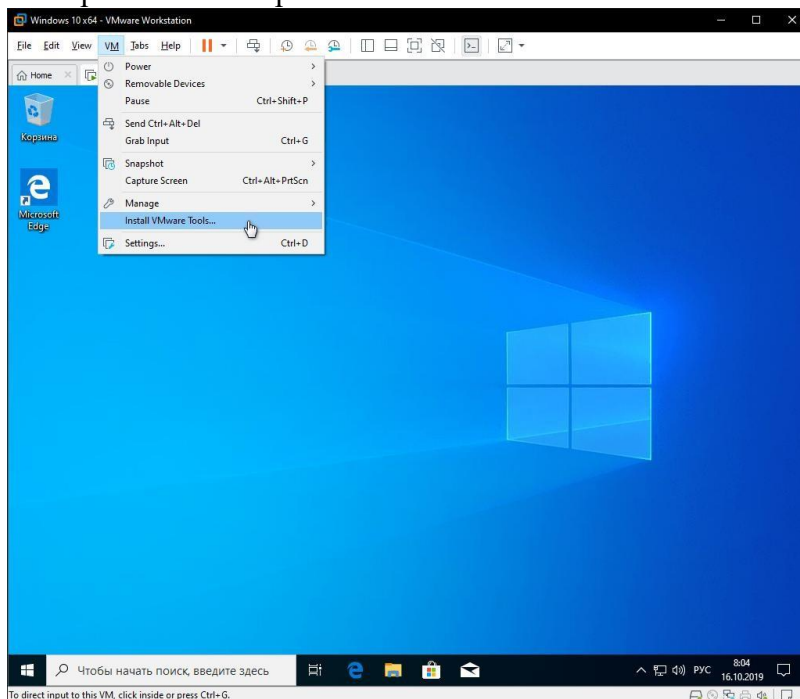 Windows 10 x64 - VMware Workstation
File Edit View VM Tabs Help
Home
Power
Removable Devices
Pause Ctrl+Shift+P
Send Ctrl+Alt+Del
Grab Input Ctrl+G
Snapshot
Capture Screen Ctrl+Alt+PrtScn
Manage
Install VMware Tools...
Settings... Ctrl+D
Корзина
Microsoft
Edge
Чтобы начать поиск, введите здесь
РУС
8:04
16.10.2019
To direct input to this VM, click inside or press Ctrl+G.